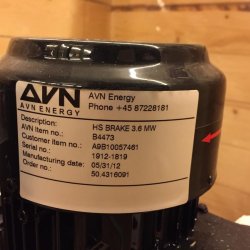 AVN
AVN ENERGY
AVN Energy
Phone +45 87228181
Description: HS BRAKE 3.6 MW
AVN Item no.: B4473
Customer item no.: A9B10057461
Serial no.: 1912-1819
Manufacturing date: 05/31/12
Order no.: 50.4316091